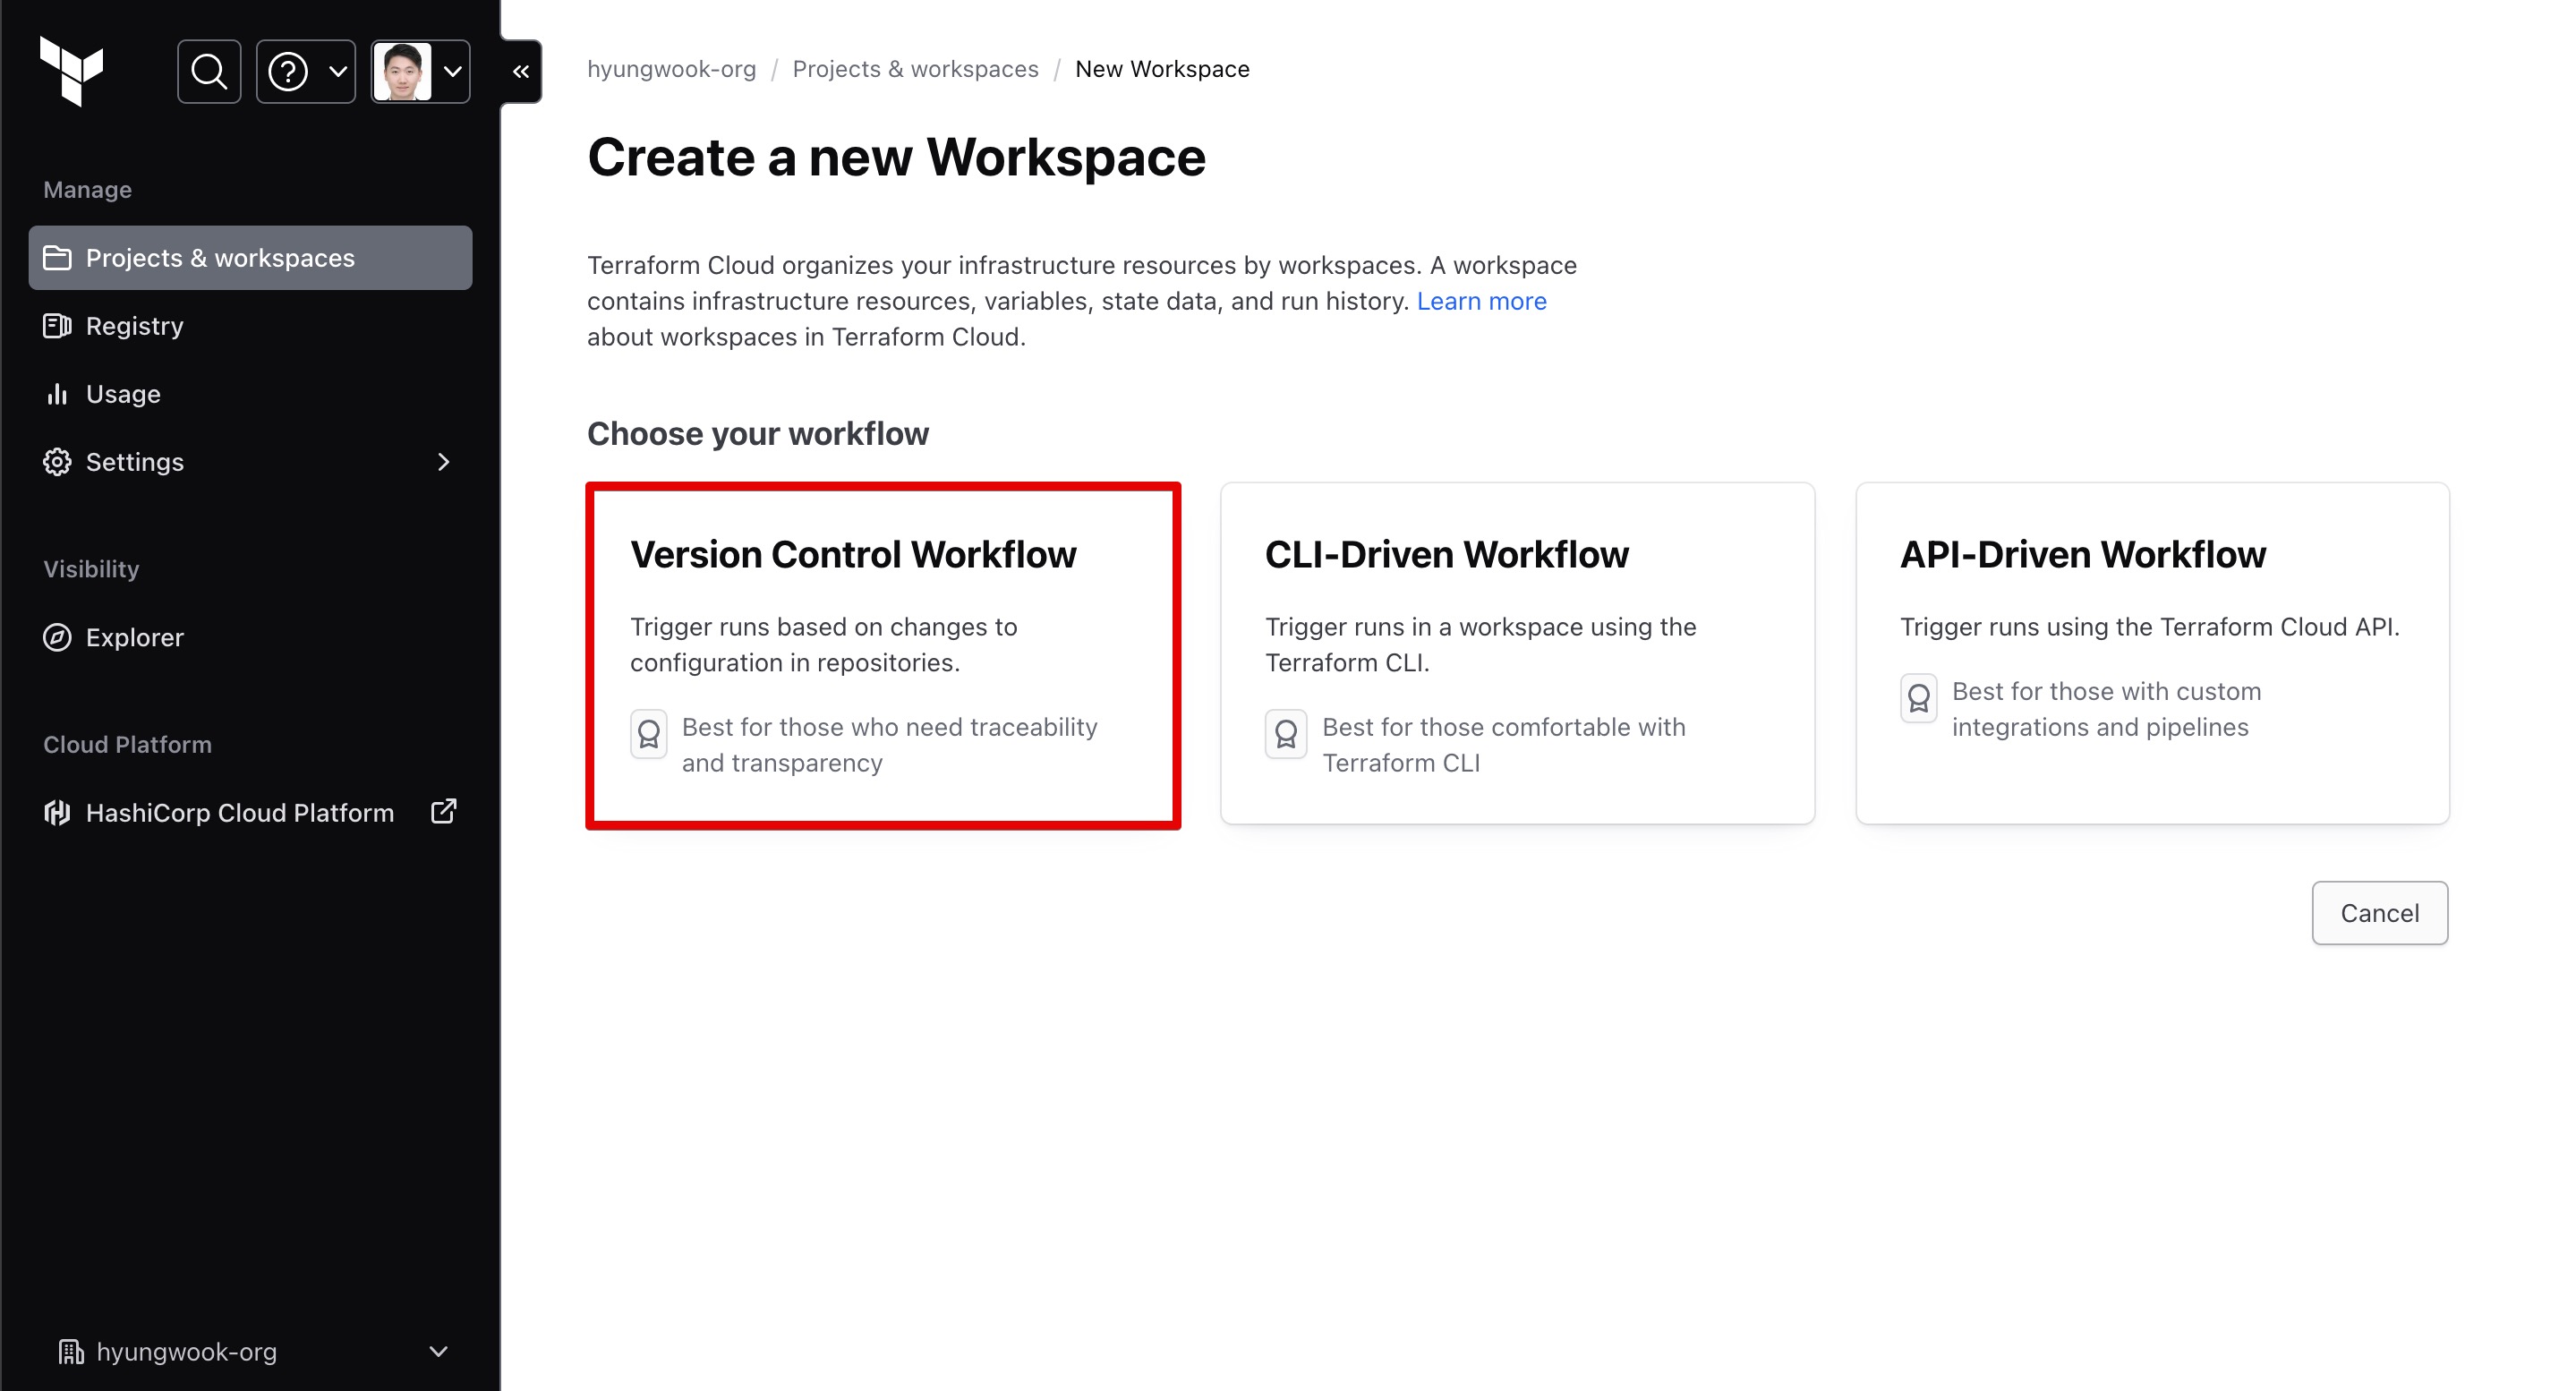 Manage
Projects & workspaces
Registry
Usage
Settings
Visibility
Explorer
Cloud Platform
HashiCorp Cloud Platform
hyungwook-org
hyungwook-org / Projects & workspaces / New Workspace
Create a new Workspace
Terraform Cloud organizes your infrastructure resources by workspaces. A workspace
contains infrastructure resources, variables, state data, and run history. Learn more
about workspaces in Terraform Cloud.
Choose your workflow
Version Control Workflow
Trigger runs based on changes to
configuration in repositories.
Best for those who need traceability
and transparency
CLI-Driven Workflow
Trigger runs in a workspace using the
Terraform CLI.
Best for those comfortable with
Terraform CLI
API-Driven Workflow
Trigger runs using the Terraform Cloud API.
Best for those with custom
integrations and pipelines
Cancel